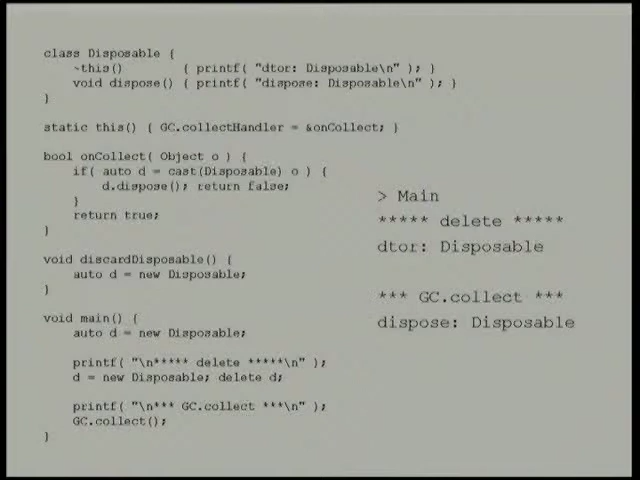 class Disposable {
~this() { printf( "dtor: Disposable\n" ); }
void dispose() { printf( "dispose: Disposable\n" ); }
}
static this() { GC.collectHandler = &onCollect; }
bool onCollect( Object o ) {
if( auto d = cast(Disposable) o ) {
d.dispose(); return false;
}
return true;
}
void discardDisposable() {
auto d = new Disposable;
}
void main() {
auto d = new Disposable;
printf( "\n***** delete *****\n" );
d = new Disposable; delete d;
printf( "\n*** GC.collect ***\n" );
GC.collect();
}
> Main
***** delete *****
dtor: Disposable
*** GC.collect ***
dispose: Disposable